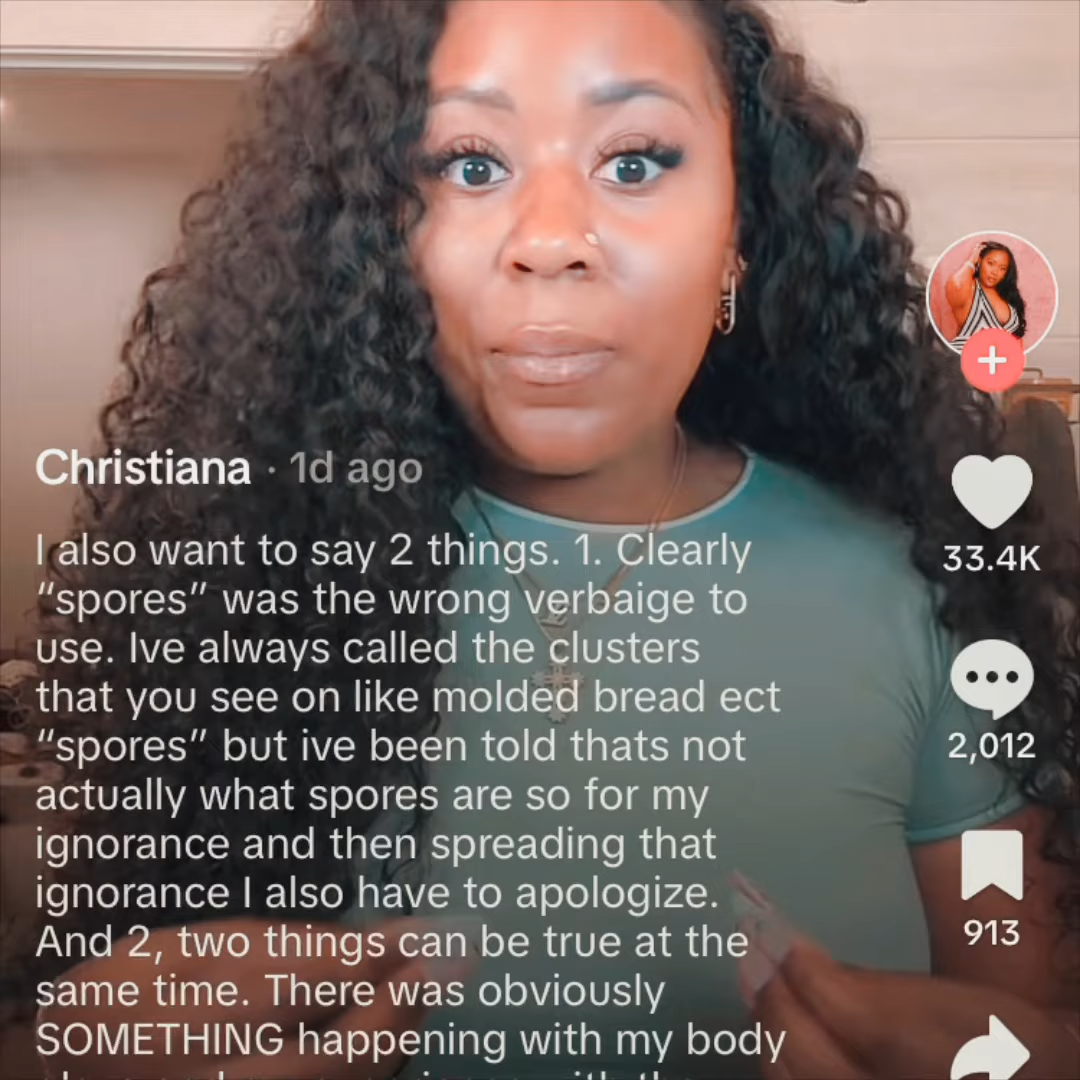 Christiana · 1d ago
I also want to say 2 things. 1. Clearly
“spores” was the wrong verbaige to
use. Ive always called the clusters
that you see on like molded bread ect
“spores” but ive been told thats not
actually what spores are so for my
ignorance and then spreading that
ignorance I also have to apologize.
And 2, two things can be true at the
same time. There was obviously
SOMETHING happening with my body
33.4K
2,012
913